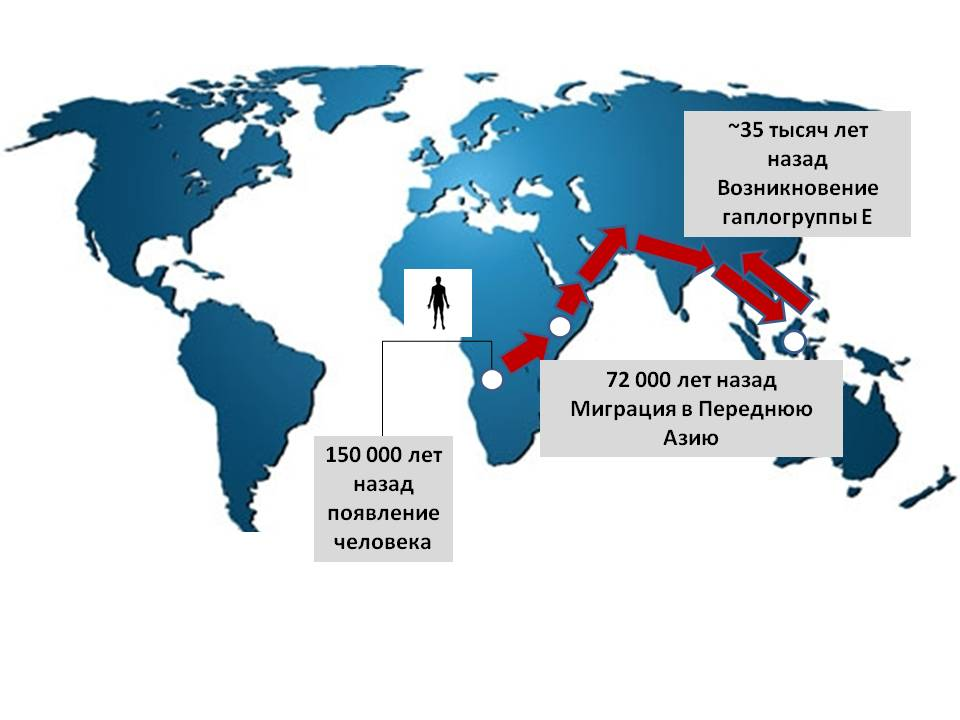 ~35 тысяч лет
назад
Возникновение
гаплогруппы Е
72 000 лет назад
Миграция в Переднюю
Азию
150 000 лет
назад
появление
человека